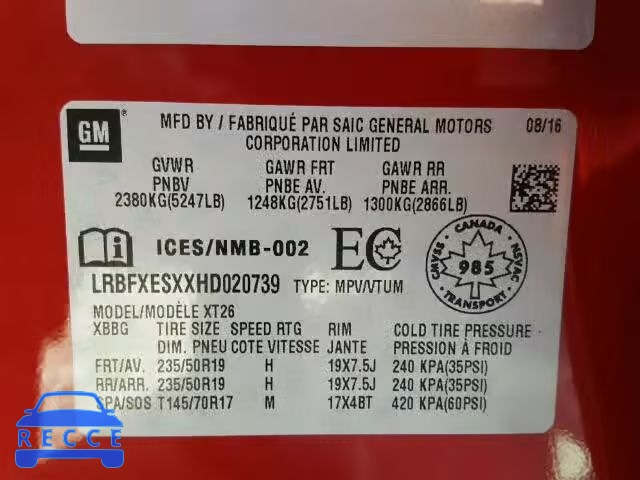 GM
MFD BY / FABRIQUÉ PAR SAIC GENERAL MOTORS
CORPORATION LIMITED
08/16
GVWR GAWR FRT GAWR RR
PNBV PNBE AV. PNBE ARR.
2380KG(5247LB) 1248KG(2751LB) 1300KG(2866LB)
i ICES/NMB-002 EC
CANADA
CMVSS 985 NSVAC
TRANSPORT
LRBFXESXXHD020739 TYPE: MPV/VTUM
MODEL/MODÈLE XT26
XBBG TIRE SIZE SPEED RTG RIM COLD TIRE PRESSURE
DIM. PNEU COTE VITESSE JANTE PRESSION À FROID
FRT/AV. 235/50R19 H 19X7.5J 240 KPA(35PSI)
RR/ARR. 235/50R19 H 19X7.5J 240 KPA(35PSI)
SPA/SOS T145/70R17 M 17X4BT 420 KPA(60PSI)
RECCE